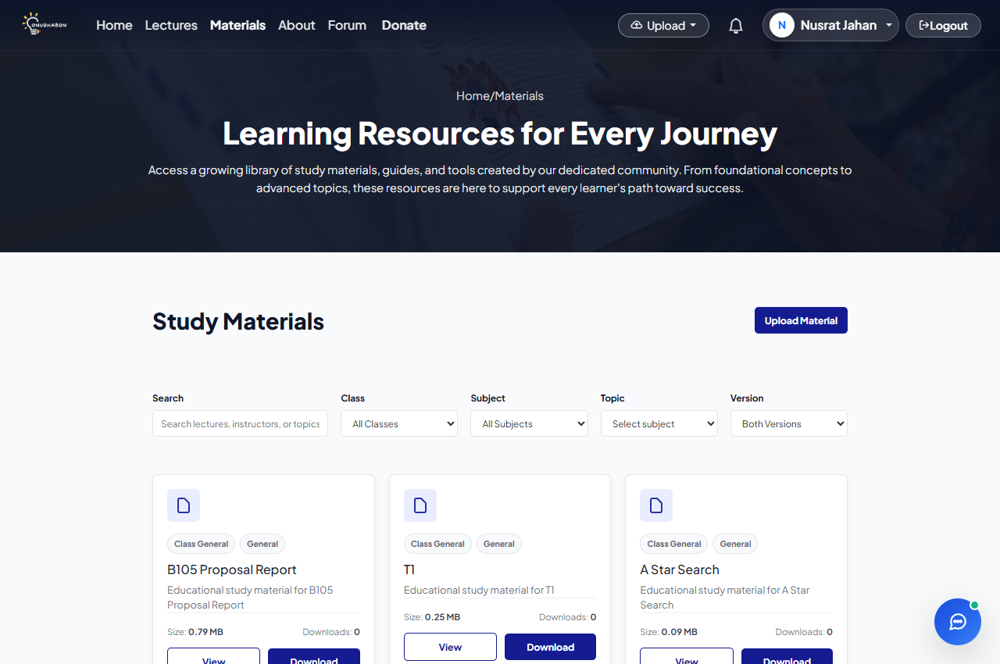 ONUDHABON
Home Lectures Materials About Forum Donate Upload N Nusrat Jahan Logout
Home/Materials
Learning Resources for Every Journey
Access a growing library of study materials, guides, and tools created by our dedicated community. From foundational concepts to
advanced topics, these resources are here to support every learner's path toward success.
Study Materials Upload Material
Search Class Subject Topic Version
Search lectures, instructors, or topics All Classes All Subjects Select subject Both Versions
Class General General Class General General Class General General
B105 Proposal Report T1 A Star Search
Educational study material for B105
Proposal Report
Size: 0.79 MB Downloads: 0
View Download
Educational study material for T1
Size: 0.25 MB Downloads: 0
View Download
Educational study material for A Star
Search
Size: 0.09 MB Downloads: 0
View Download